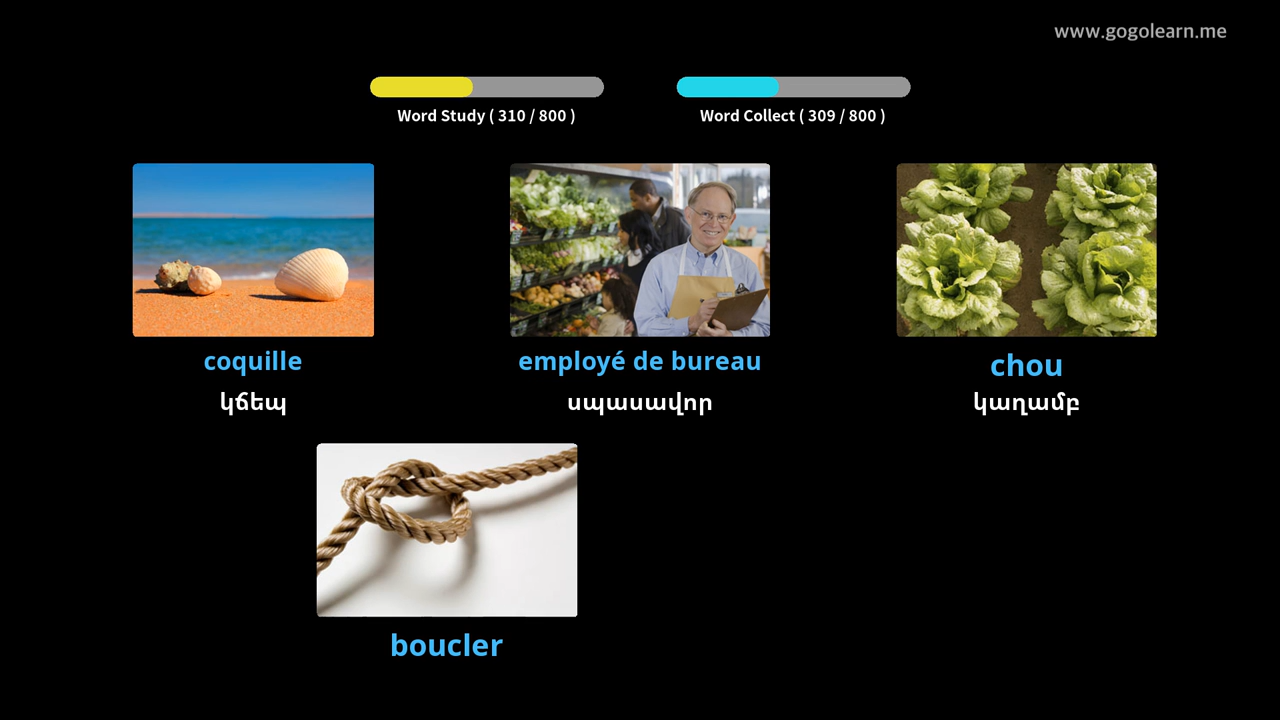 www.gogolearn.me
Word Study ( 310 / 800 )
Word Collect ( 309 / 800 )
coquille
employé de bureau
chou
կճեպ
սպասավոր
կաղամբ
boucler